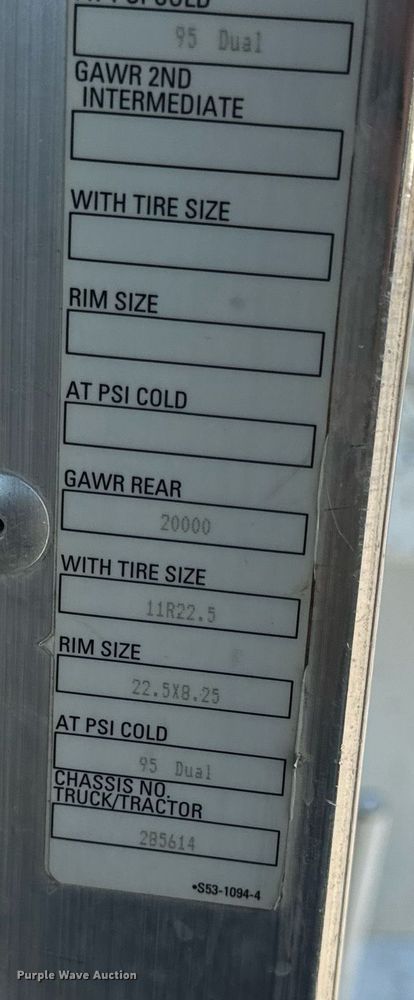 95 Dual
GAWR 2ND
INTERMEDIATE
WITH TIRE SIZE
RIM SIZE
AT PSI COLD
GAWR REAR
20000
WITH TIRE SIZE
11R22.5
RIM SIZE
22.5X8.25
AT PSI COLD
95 Dual
CHASSIS NO.
TRUCK/TRACTOR
285614
•S53-1094-4
Purple Wave Auction